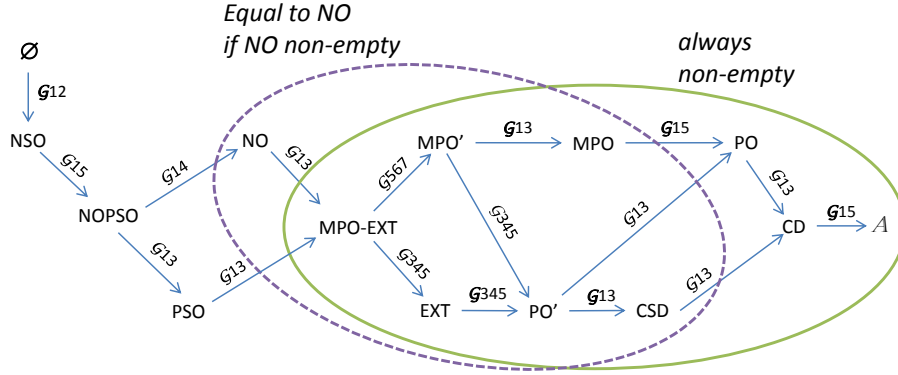 Equal to NO
if NO non-empty
always
non-empty
∅
𝒢12
NSO
𝒢15
NOPSO
𝒢14
NO
𝒢13
𝒢13
PSO
𝒢13
MPO-EXT
𝒢567
MPO'
𝒢13
MPO
𝒢15
PO
𝒢345
𝒢345
EXT
𝒢345
PO'
𝒢13
𝒢13
CSD
𝒢13
𝒢13
CD
𝒢15
A